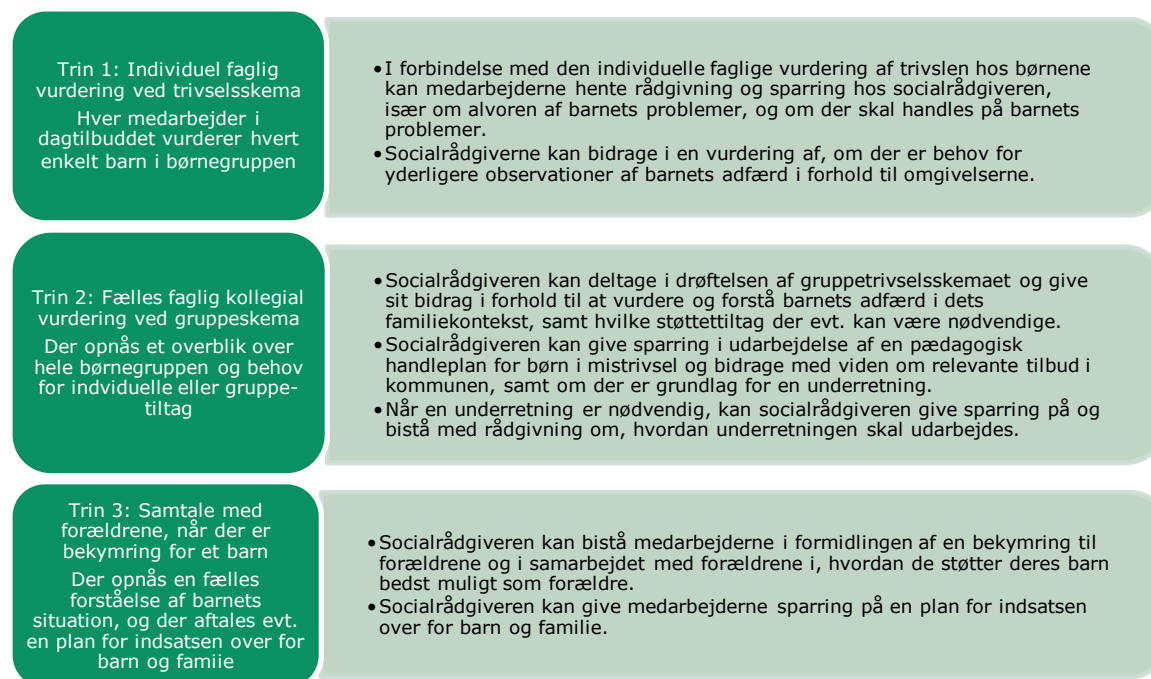 Trin 1: Individuel faglig
vurdering ved trivselsskema
Hver medarbejder i
dagtilbuddet vurderer hvert
enkelt barn i børnegruppen
•I forbindelse med den individuelle faglige vurdering af trivslen hos børnene
kan medarbejderne hente rådgivning og sparring hos socialrådgiveren,
især om alvoren af barnets problemer, og om der skal handles på barnets
problemer.
•Socialrådgiverne kan bidrage i en vurdering af, om der er behov for
yderligere observationer af barnets adfærd i forhold til omgivelserne.
Trin 2: Fælles faglig kollegial
vurdering ved gruppeskema
Der opnås et overblik over
hele børnegruppen og behov
for indviduelle eller gruppe-
tiltag
•Socialrådgiveren kan deltage i drøftelsen af gruppetrivselsskemaet og give
sit bidrag i forhold til at vurdere og forstå barnets adfærd i dets
familiekontekst, samt hvilke støttettiltag der evt. kan være nødvendige.
•Socialrådgiveren kan give sparring i udarbejdelse af en pædagogisk
handleplan for børn i mistrivsel og bidrage med viden om relevante tilbud i
kommunen, samt om der er grundlag for en underretning.
•Når en underretning er nødvendig, kan socialrådgiveren give sparring på og
bistå med rådgivning om, hvordan underretningen skal udarbejdes.
Trin 3: Samtale med
forældrene, når der er
bekymring for et barn
Der opnås en fælles
forståelse af barnets
situation, og der aftales evt.
en plan for indsatsen over for
barn og famiie
•Socialrådgiveren kan bistå medarbejderne i formidlingen af en bekymring til
forældrene og i samarbejdet med forældrene i, hvordan de støtter deres barn
bedst muligt som forældre.
•Socialrådgiveren kan give medarbejderne sparring på en plan for indsatsen
over for barn og familie.